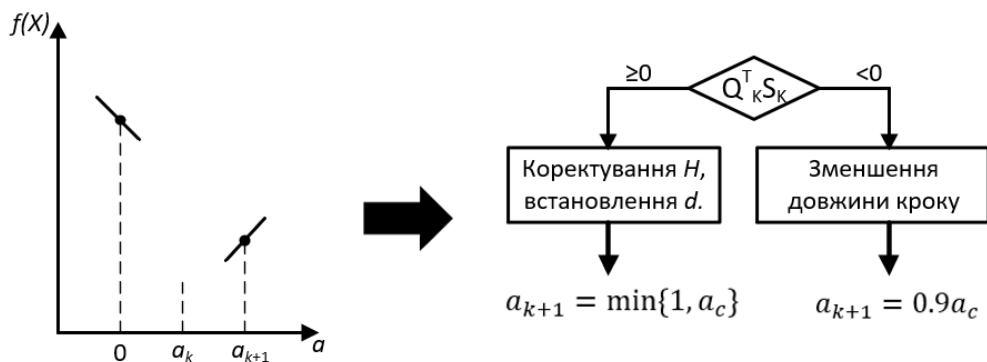 f(X)
0
a_k
a_{k+1}
a
≥0
Q^T_K S_K
<0
Коректування H,
встановлення d.
Зменшення
довжини кроку
a_{k+1} = min{1, a_c}
a_{k+1} = 0.9a_c